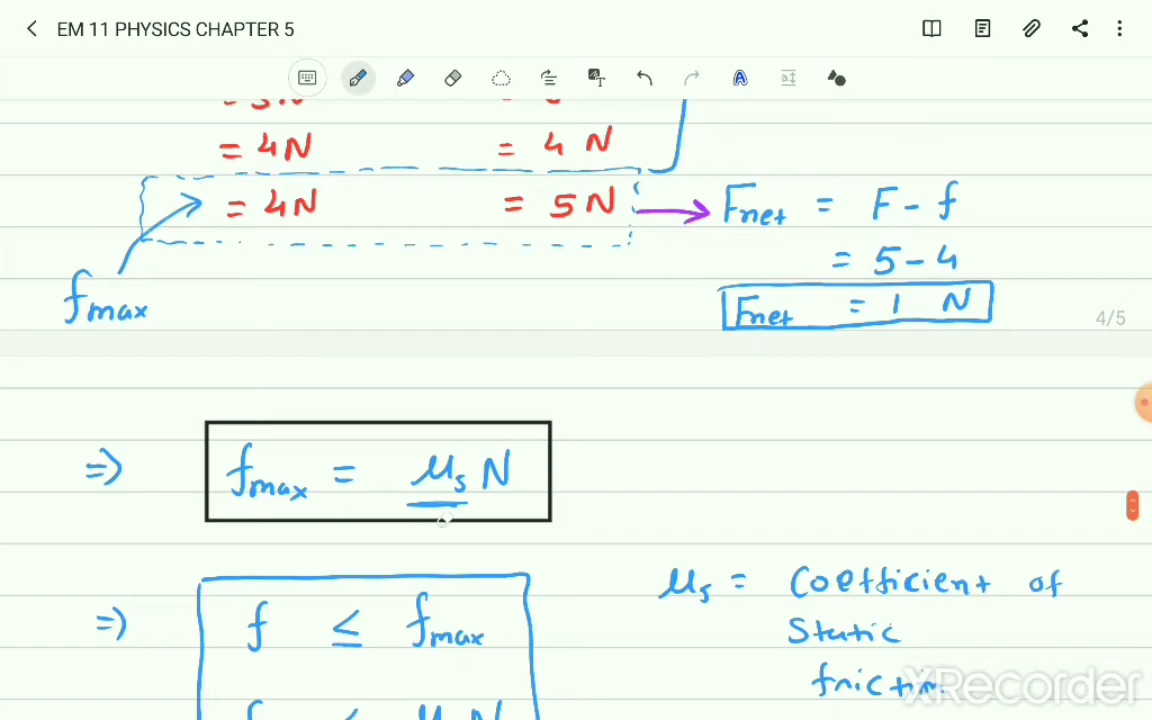 EM 11 PHYSICS CHAPTER 5
= 4N = 4 N
= 4N = 5N
Fnet = F - f
= 5 - 4
Fnet = 1 N
fmax
4/5
=> fmax = μs N
=> f ≤ fmax
μs = Coefficient of
Static
friction
XRecorder